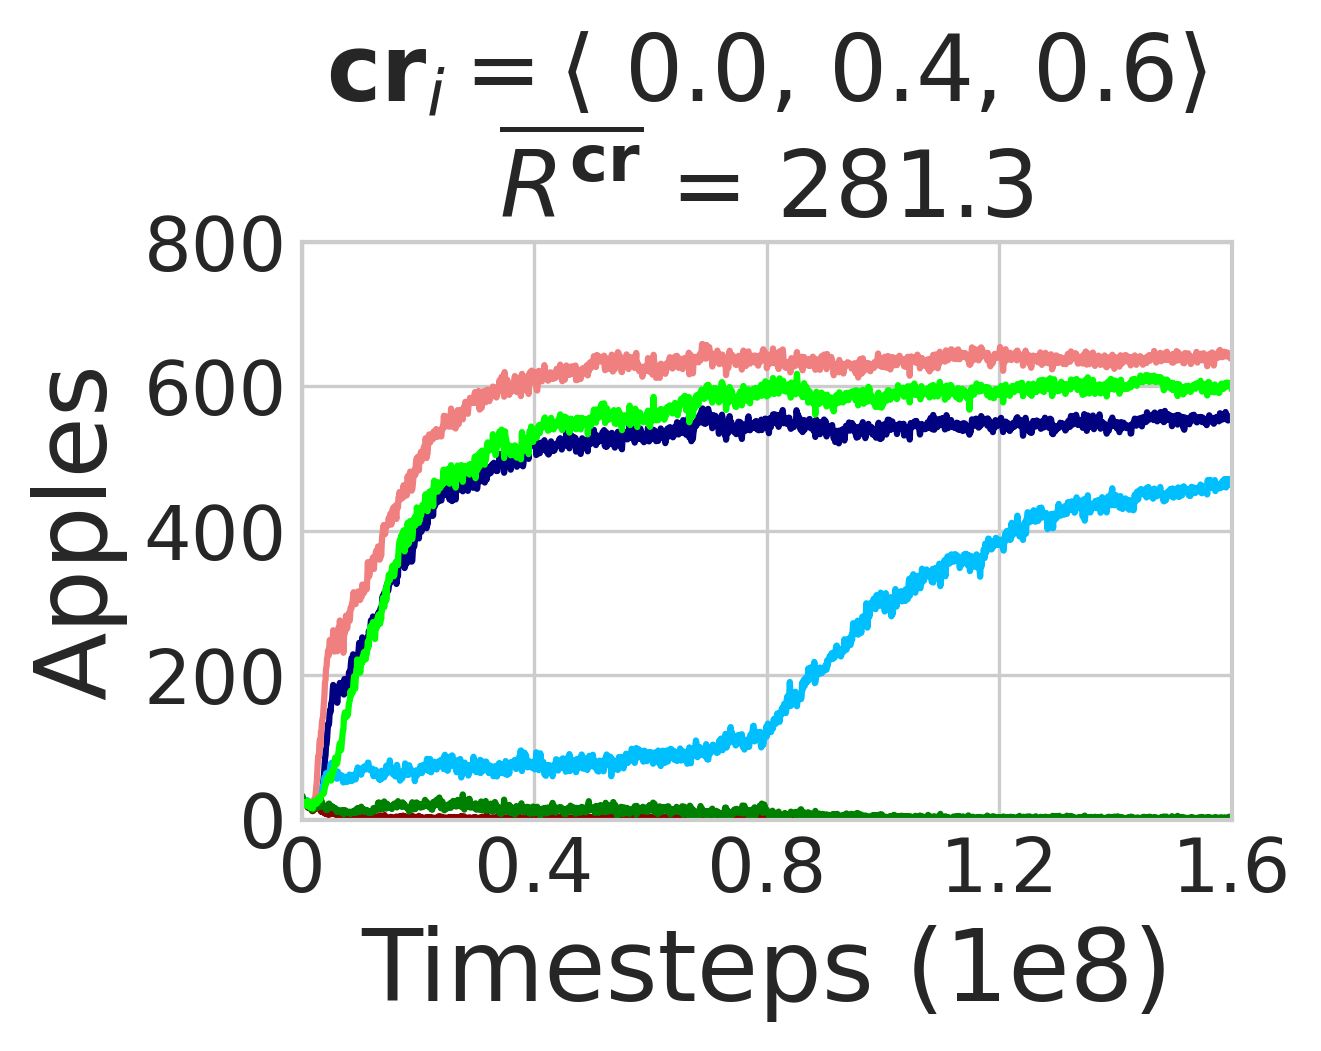 cr_i = ⟨ 0.0, 0.4, 0.6⟩
\overline{R^{cr}} = 281.3
800
600
400
200
0
Apples
0 0.4 0.8 1.2 1.6
Timesteps (1e8)